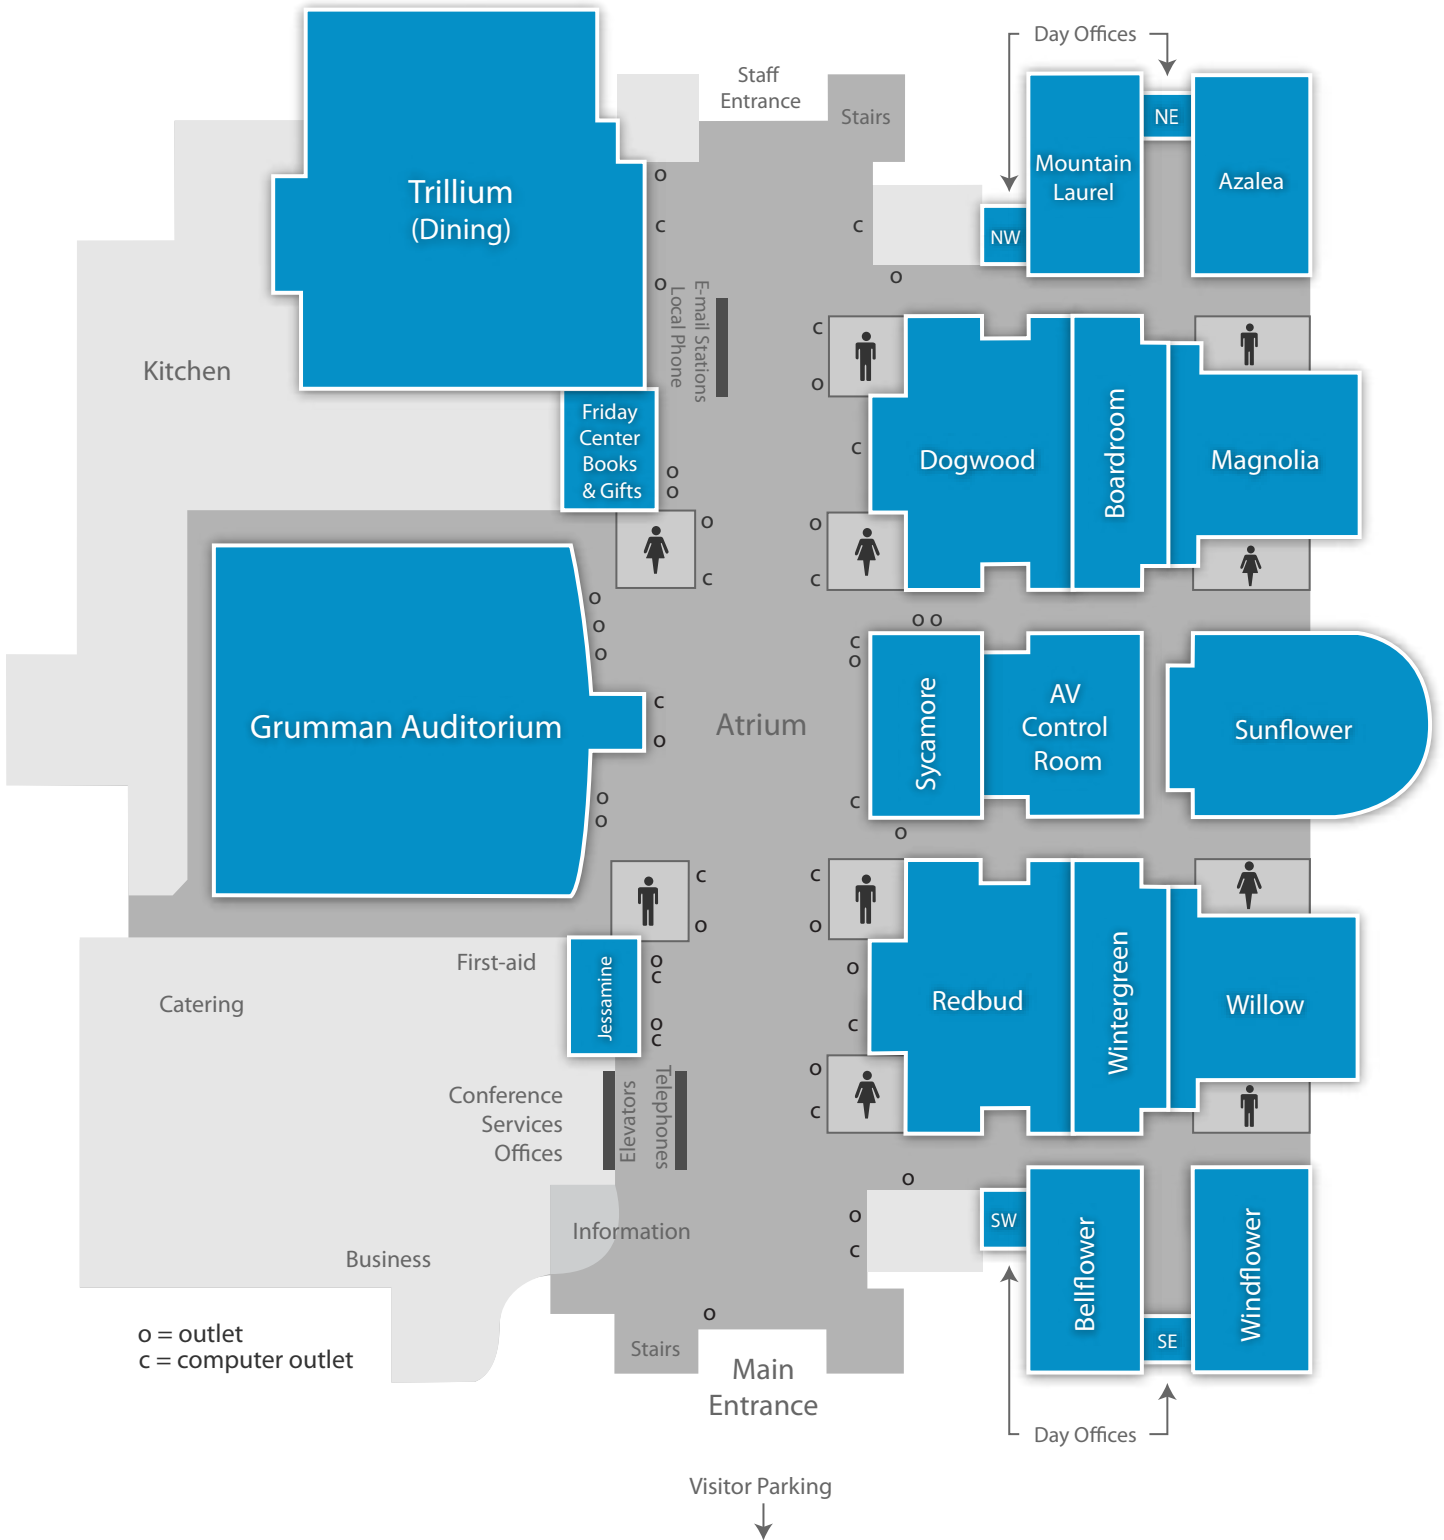 Day Offices
Staff
Entrance
Stairs
NE
Mountain
Laurel
Azalea
Trillium
(Dining)
NW
o
c
o
c
o
E-mail Stations
Local Phone
c
o
Kitchen
Friday
Center
Books
& Gifts
Dogwood
Boardroom
Magnolia
c
o
o
o
c
o
c
o
o
o
o o
c
o
Grumman Auditorium
c
o
Atrium
Sycamore
AV
Control
Room
Sunflower
c
o
o
o
c
o
c
o
First-aid
Jessamine
o
c
o
c
Catering
o
c
Redbud
Wintergreen
Willow
Conference
Services
Offices
Elevators
Telephones
o
c
o
o
c
SW
Information
Business
Bellflower
Windflower
o
SE
o = outlet
c = computer outlet
Stairs
Main
Entrance
Day Offices
Visitor Parking